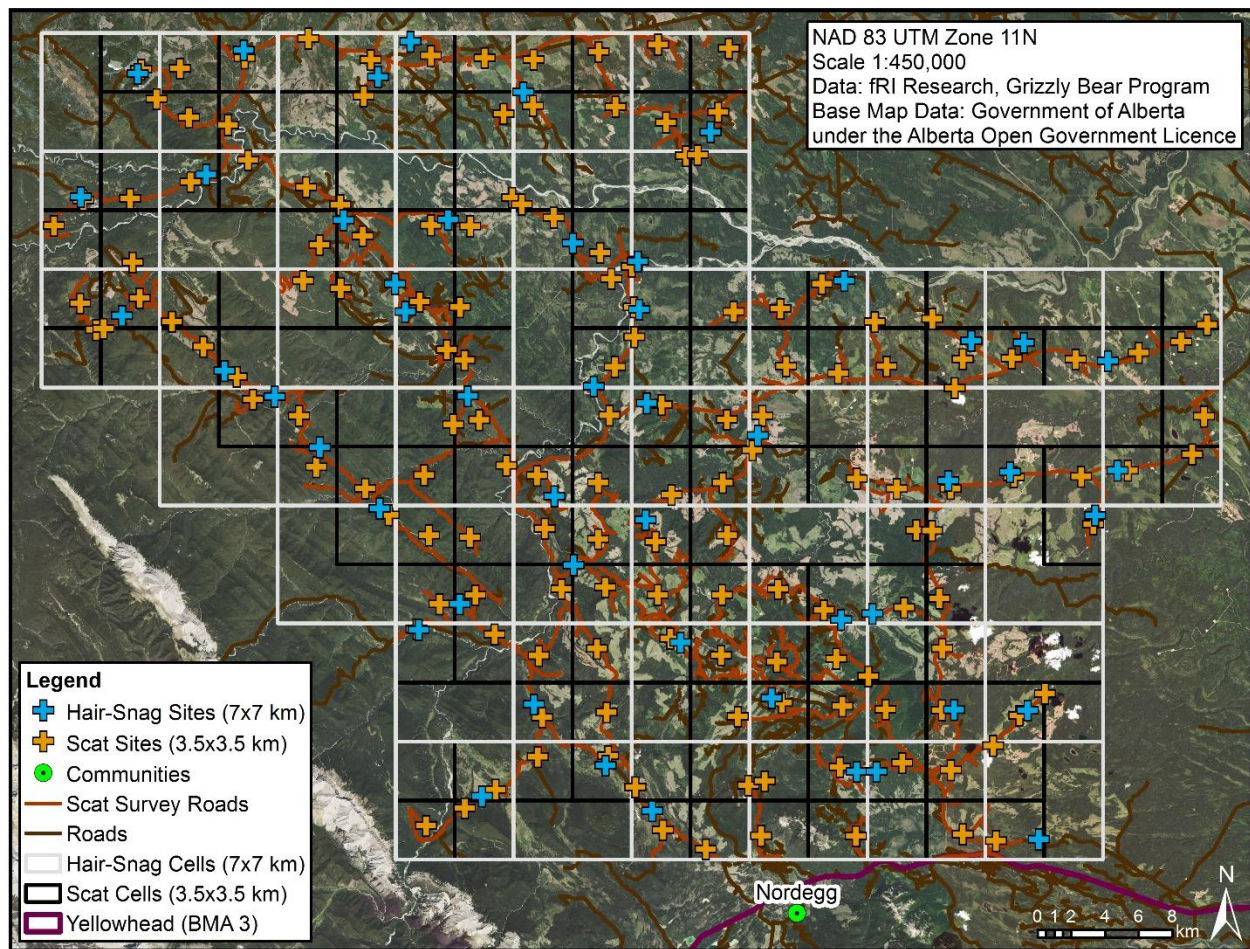 NAD 83 UTM Zone 11N
Scale 1:450,000
Data: fRI Research, Grizzly Bear Program
Base Map Data: Government of Alberta
under the Alberta Open Government Licence
Legend
Hair-Snag Sites (7x7 km)
Scat Sites (3.5x3.5 km)
Communities
Scat Survey Roads
Roads
Hair-Snag Cells (7x7 km)
Scat Cells (3.5x3.5 km)
Yellowhead (BMA 3)
Nordegg
N
0 1 2 4 6 8
km